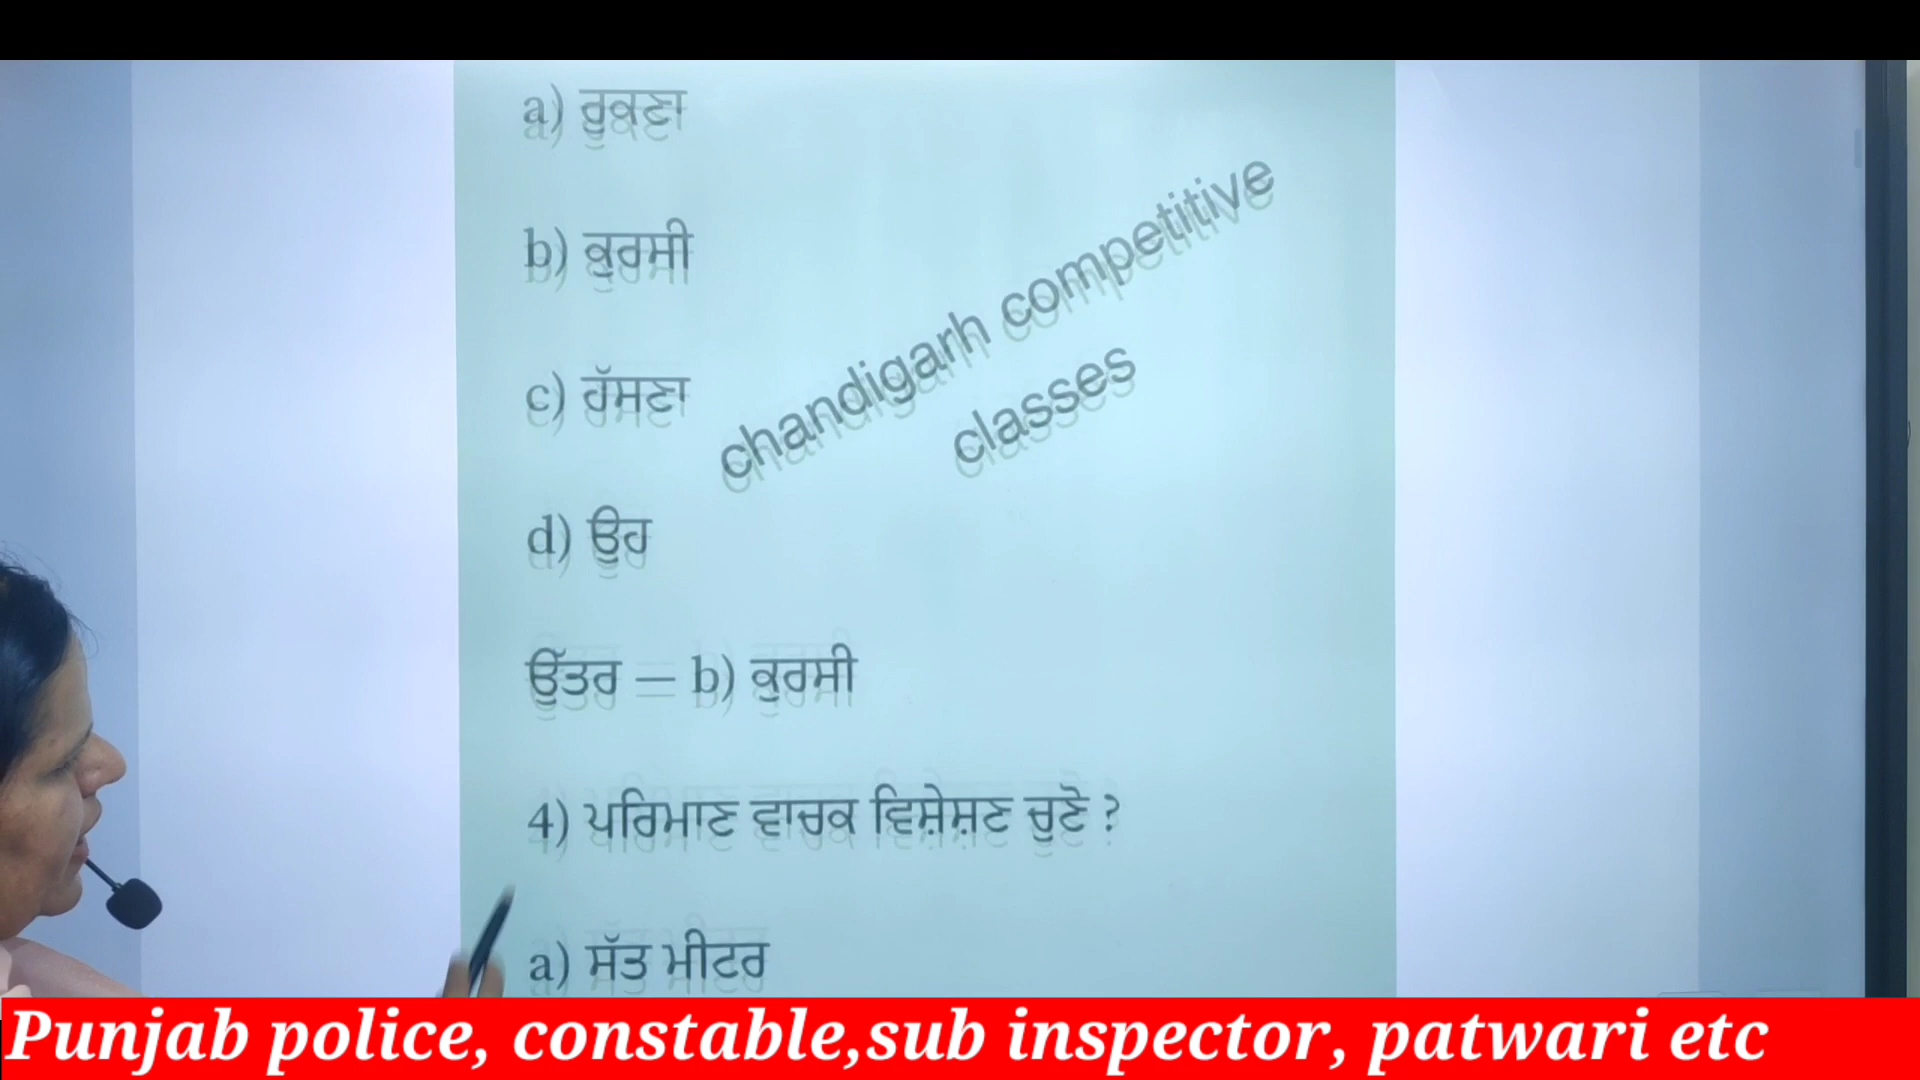 a) ਰੁਕਣਾ
b) ਕੁਰਸੀ
c) ਹੱਸਣਾ
d) ਉਹ
ਉੱਤਰ = b) ਕੁਰਸੀ
4) ਪਰਿਮਾਣ ਵਾਚਕ ਵਿਸ਼ੇਸ਼ਣ ਚੁਣੋ ?
a) ਸੱਤ ਮੀਟਰ
chandigarh competitive
classes
Punjab police, constable,sub inspector, patwari etc